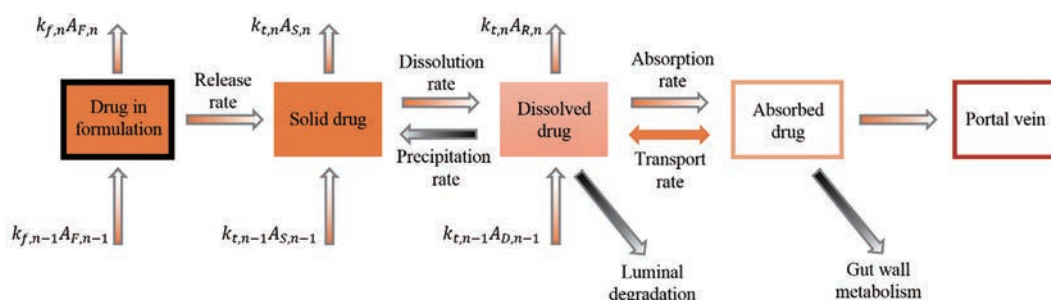 k_{f,n}A_{F,n}
k_{t,n}A_{S,n}
k_{t,n}A_{R,n}
Release
rate
Dissolution
rate
Absorption
rate
Drug in
formulation
Solid drug
Dissolved
drug
Absorbed
drug
Portal vein
Precipitation
rate
Transport
rate
k_{f,n−1}A_{F,n−1}
k_{t,n−1}A_{S,n−1}
k_{t,n−1}A_{D,n−1}
Luminal
degradation
Gut wall
metabolism